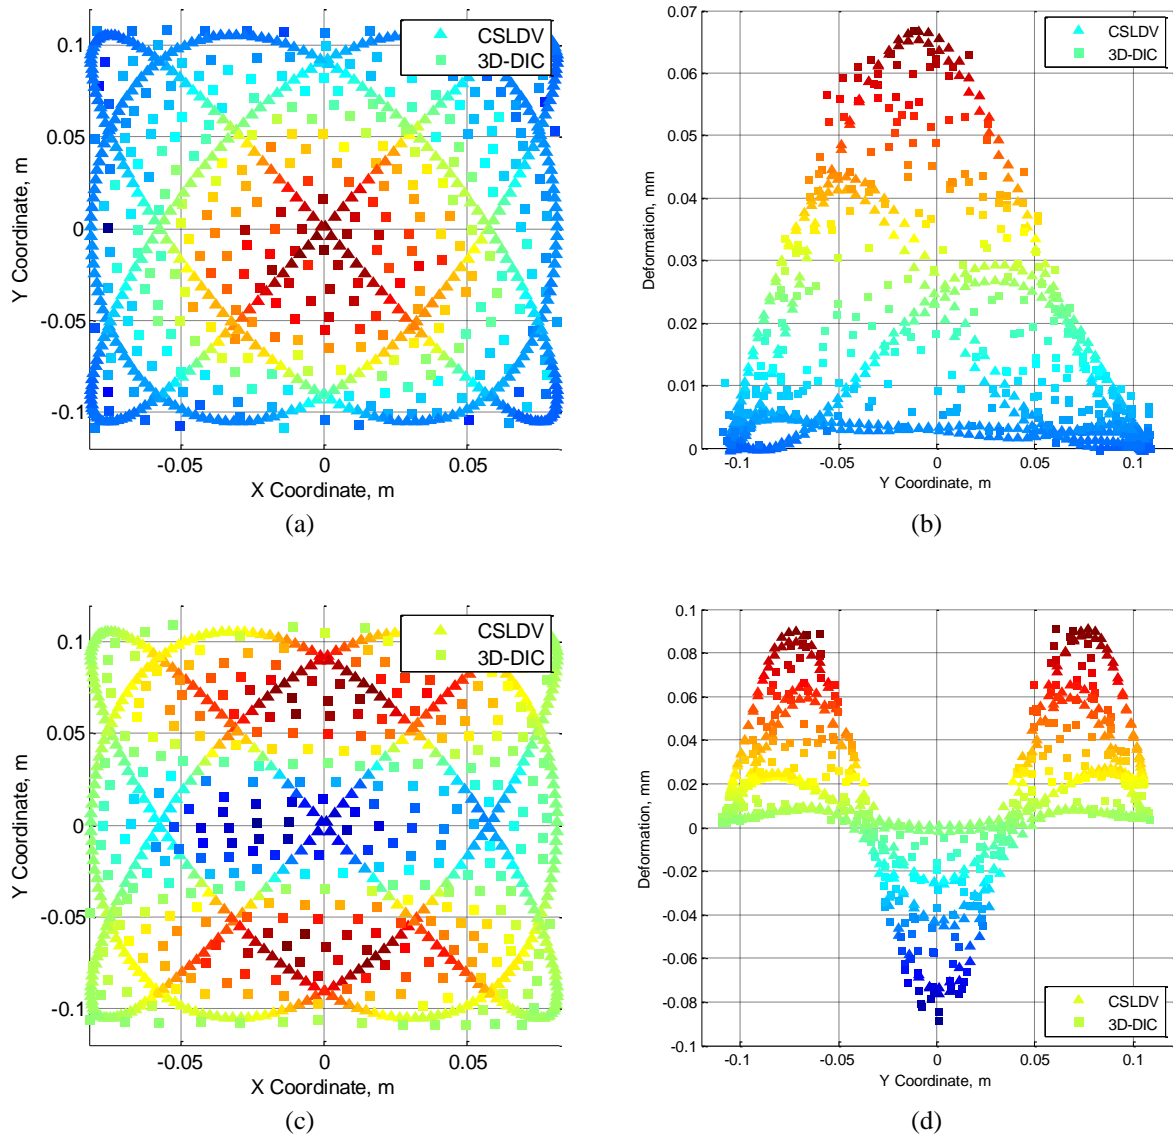 0.1
0.05
0
-0.05
-0.1
Y Coordinate, m
-0.05
0
0.05
X Coordinate, m
CSLDV
3D-DIC
(a)
0.07
0.06
0.05
0.04
0.03
0.02
0.01
0
Deformation, mm
-0.1
-0.05
0
0.05
0.1
Y Coordinate, m
CSLDV
3D-DIC
(b)
0.1
0.05
0
-0.05
-0.1
Y Coordinate, m
-0.05
0
0.05
X Coordinate, m
CSLDV
3D-DIC
(c)
0.1
0.08
0.06
0.04
0.02
0
-0.02
-0.04
-0.06
-0.08
-0.1
Deformation, mm
-0.1
-0.05
0
0.05
0.1
Y Coordinate, m
CSLDV
3D-DIC
(d)